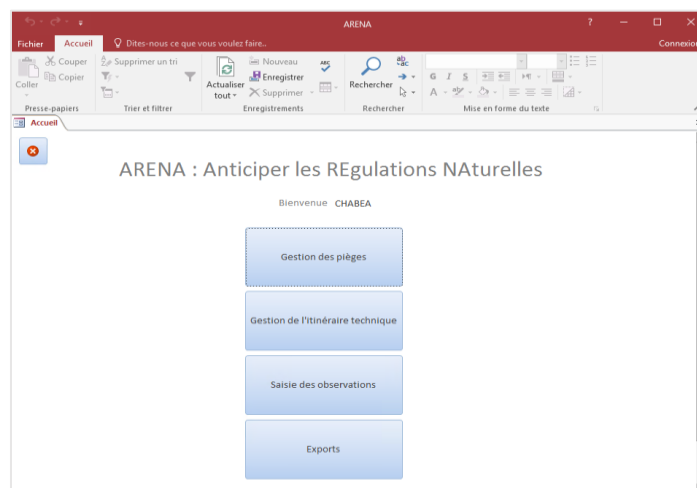 ARENA
Fichier Accueil Dites-nous ce que vous voulez faire.. Connexion
Coller
Couper
Copier
Presse-papiers
Supprimer un tri
Trier et filtrer
Actualiser tout
Nouveau
Enregistrer
Supprimer
Enregistrements
Rechercher
Rechercher
G I S
A
Mise en forme du texte
Accueil
ARENA : Anticiper les REgulations NAturelles
Bienvenue CHABEA
Gestion des pièges
Gestion de l'itinéraire technique
Saisie des observations
Exports